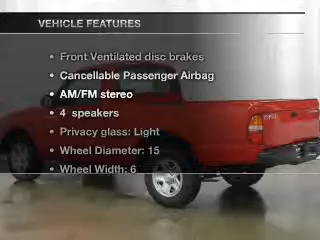 VEHICLE FEATURES
• Front Ventilated disc brakes
• Cancellable Passenger Airbag
• AM/FM stereo
• 4 speakers
• Privacy glass: Light
• Wheel Diameter: 15
• Wheel Width: 6